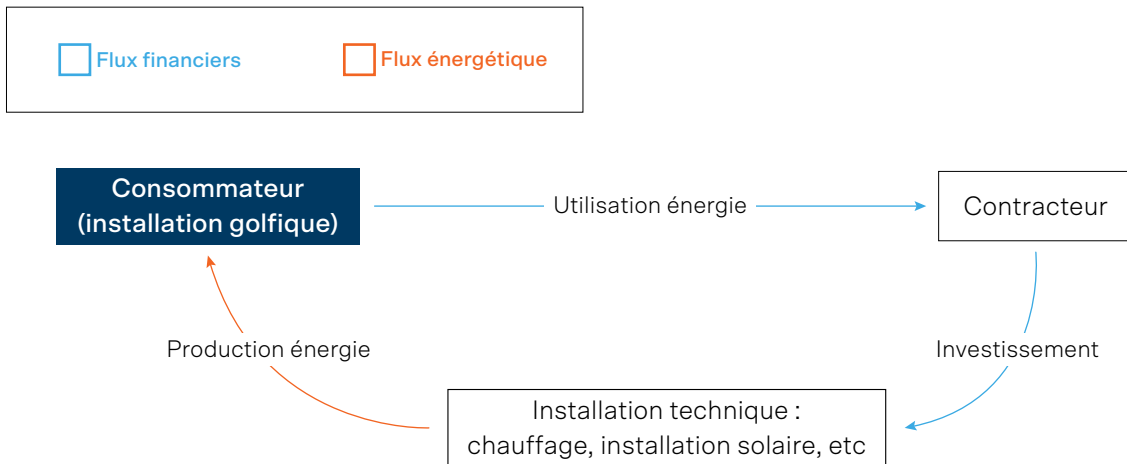 Flux financiers
Flux énergétique
Consommateur
(installation golfique)
Utilisation énergie
Contracteur
Production énergie
Investissement
Installation technique :
chauffage, installation solaire, etc